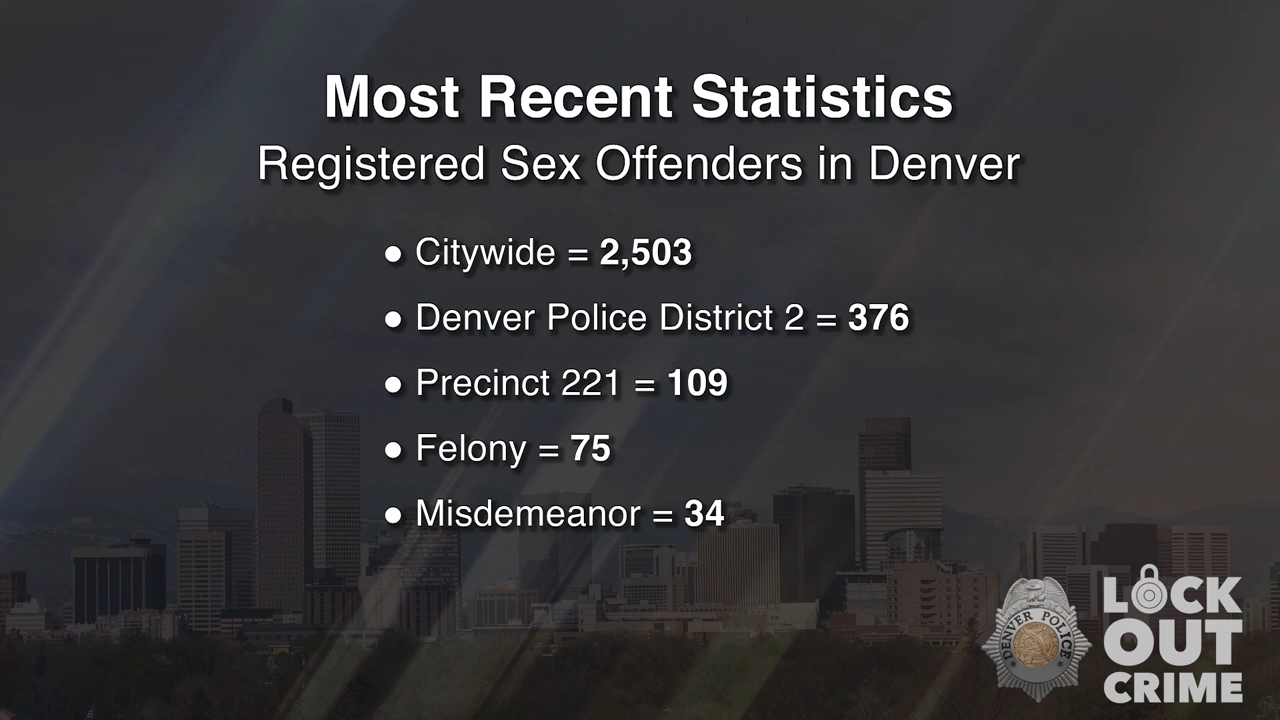 Most Recent Statistics
Registered Sex Offenders in Denver
● Citywide = 2,503
● Denver Police District 2 = 376
● Precinct 221 = 109
● Felony = 75
● Misdemeanor = 34
DENVER POLICE
LOCK
OUT
CRIME